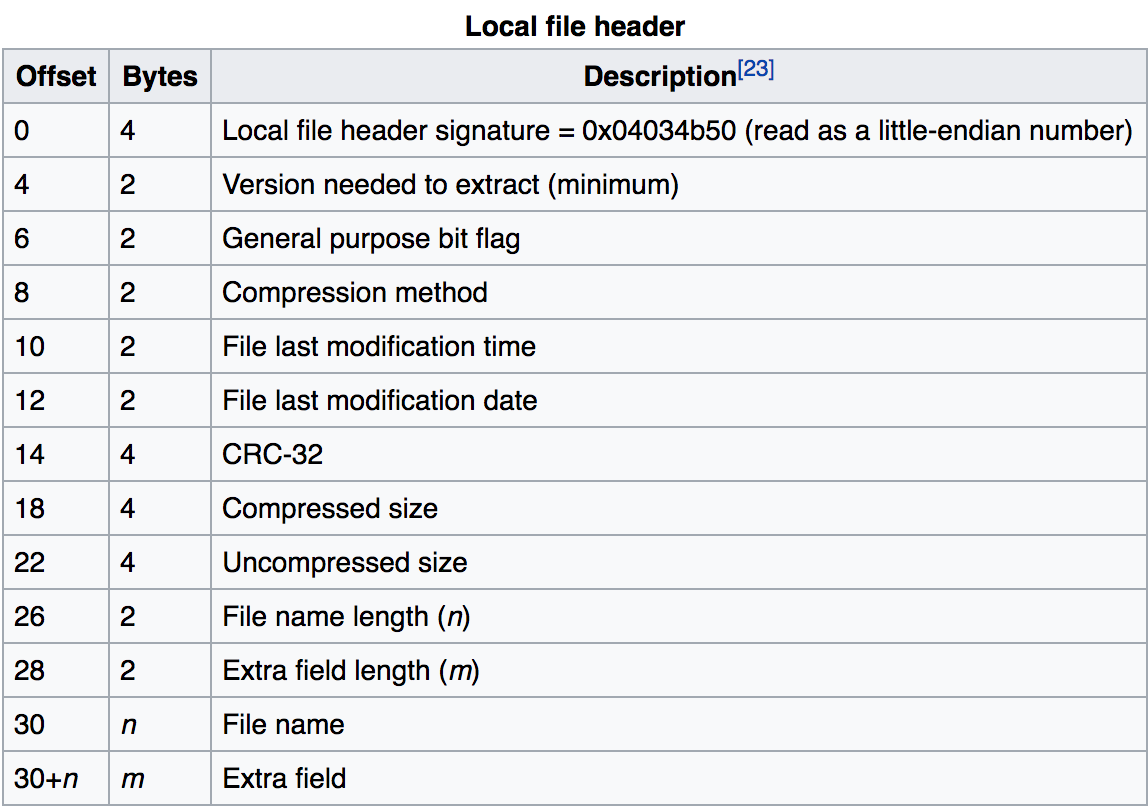 Local file header
Offset Bytes Description[23]
0 4 Local file header signature = 0x04034b50 (read as a little-endian number)
4 2 Version needed to extract (minimum)
6 2 General purpose bit flag
8 2 Compression method
10 2 File last modification time
12 2 File last modification date
14 4 CRC-32
18 4 Compressed size
22 4 Uncompressed size
26 2 File name length (n)
28 2 Extra field length (m)
30 n File name
30+n m Extra field